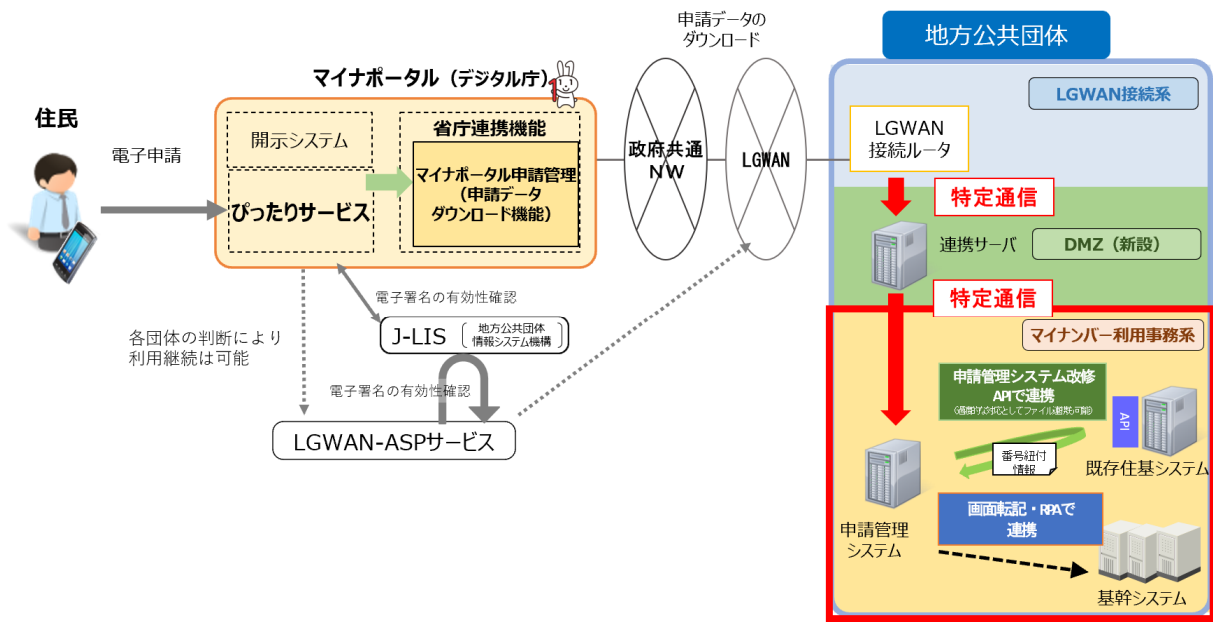 申請データの
ダウンロード
地方公共団体
マイナポータル（デジタル庁）
LGWAN接続系
住民
電子申請
開示システム
ぴったりサービス
省庁連携機能
マイナポータル申請管理
（申請データ
ダウンロード機能）
政府共通
NW
LGWAN
LGWAN
接続ルータ
特定通信
連携サーバ
DMZ（新設）
特定通信
マイナンバー利用事務系
電子署名の有効性確認
各団体の判断により
利用継続は可能
J-LIS
地方公共団体
情報システム機構
電子署名の有効性確認
LGWAN-ASPサービス
申請管理システム改修
APIで連携
API
番号紐付
情報
既存住基システム
申請管理
システム
画面転記・RPAで
連携
基幹システム